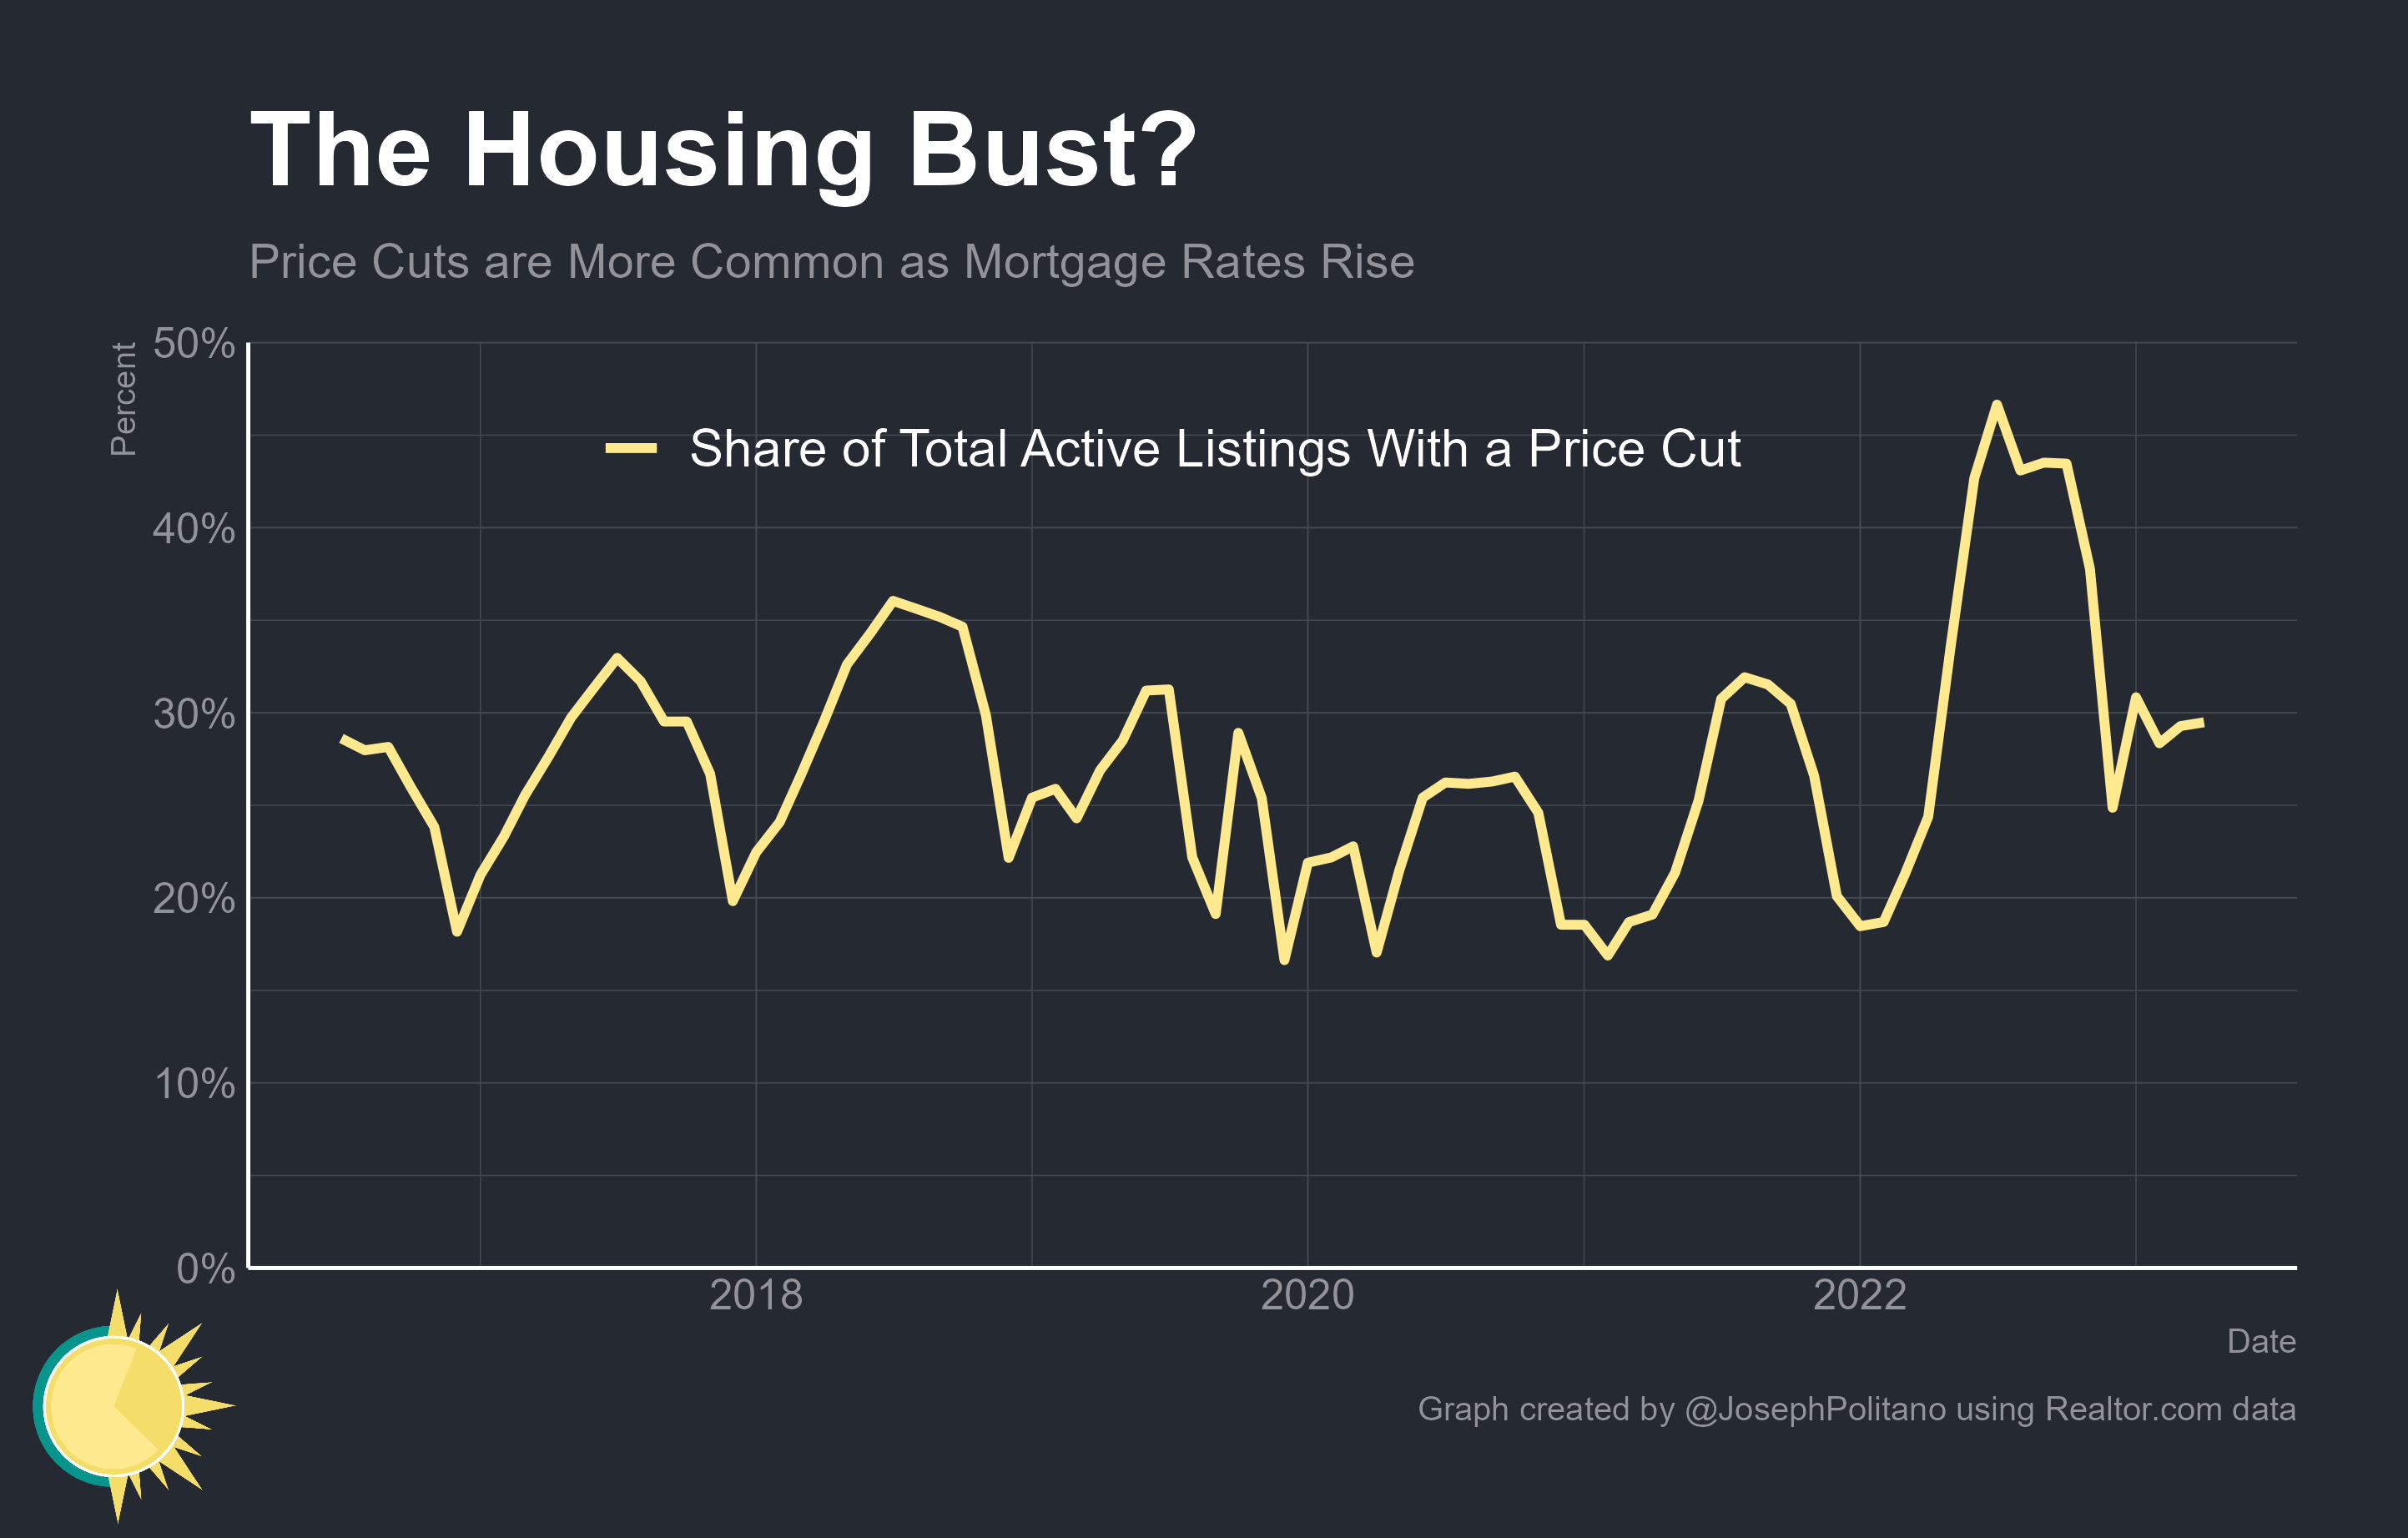 The Housing Bust?
Price Cuts are More Common as Mortgage Rates Rise
Percent
50%
Share of Total Active Listings With a Price Cut
40%
30%
20%
10%
0%
2018
2020
2022
Date
Graph created by @JosephPolitano using Realtor.com data